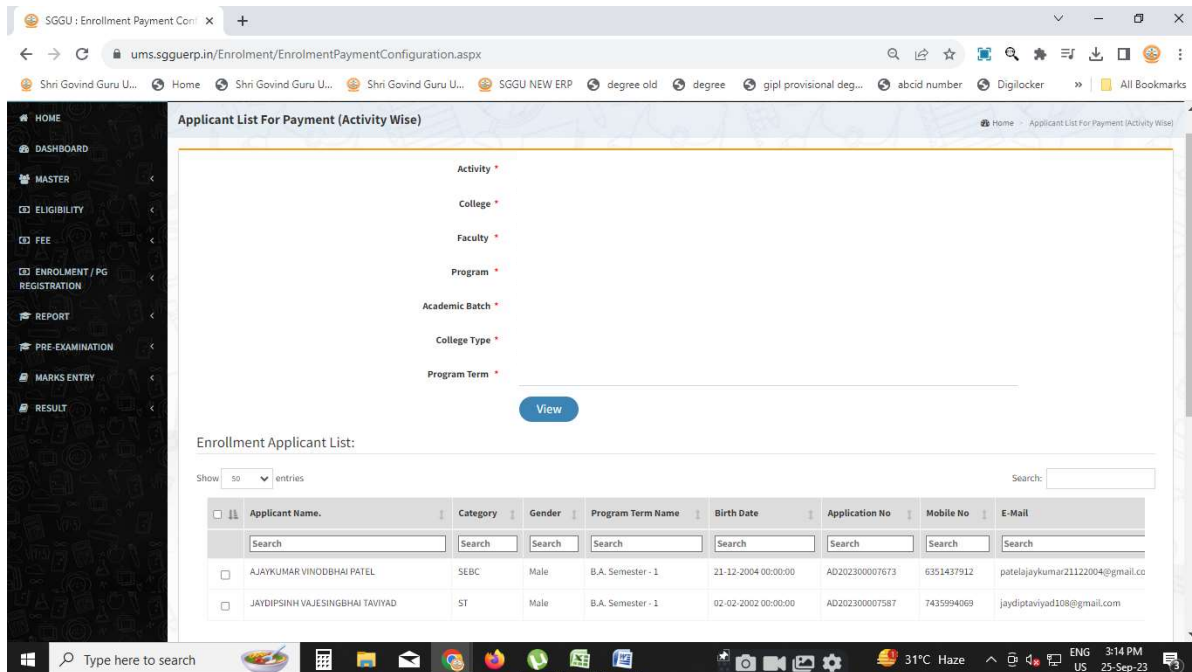 SGGU : Enrollment Payment Conf
ums.sgguerp.in/Enrolment/EnrolmentPaymentConfiguration.aspx
Shri Govind Guru U... Home Shri Govind Guru U... Shri Govind Guru U... SGGU NEW ERP degree old degree gipl provisional deg... abcid number Digilocker » All Bookmarks
HOME
DASHBOARD
MASTER
ELIGIBILITY
FEE
ENROLMENT / PG
REGISTRATION
REPORT
PRE-EXAMINATION
MARKS ENTRY
RESULT
Applicant List For Payment (Activity Wise)
Home - Applicant List For Payment (Activity Wise)
Activity *
College *
Faculty *
Program *
Academic Batch *
College Type *
Program Term *
View
Enrollment Applicant List:
Show 50 entries Search:
Applicant Name. Category Gender Program Term Name Birth Date Application No Mobile No E-Mail
Search Search Search Search Search Search Search Search
AJAYKUMAR VINODBHAI PATEL SEBC Male B.A. Semester - 1 21-12-2004 00:00:00 AD202300007673 6351437912 patelajaykumar21122004@gmail.co
JAYDIPSINH VAJESINGBHAI TAVIYAD ST Male B.A. Semester - 1 02-02-2002 00:00:00 AD202300007587 7435994069 jaydiptaviyad108@gmail.com
Type here to search
31°C Haze
ENG
US
3:14 PM
25-Sep-23